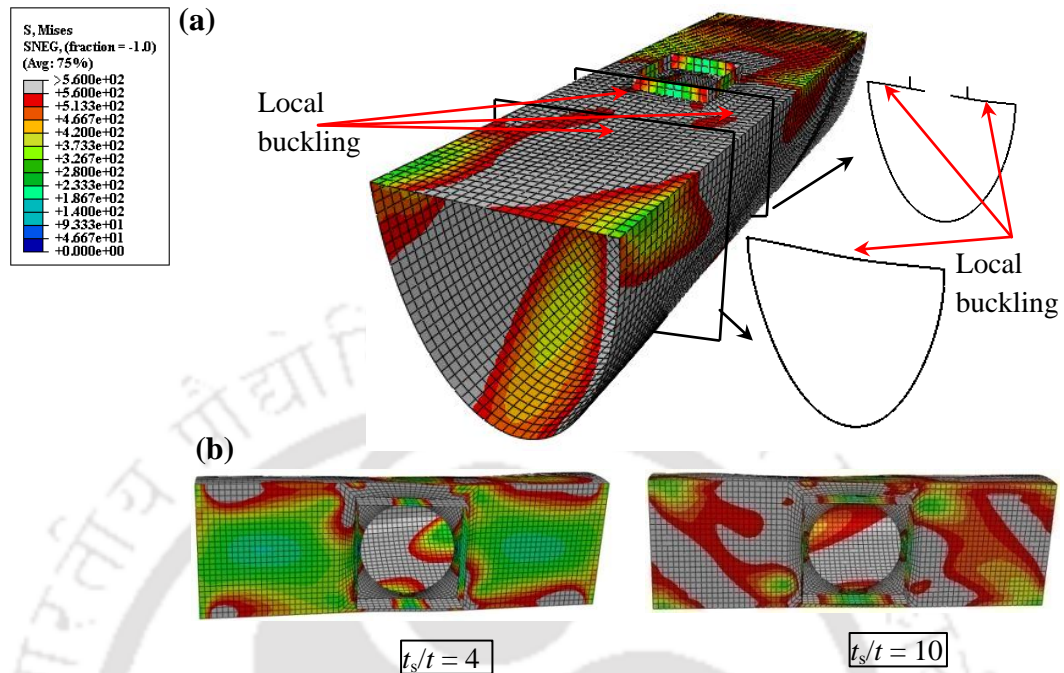 S, Mises
SNEG, (fraction = -1.0)
(Avg: 75%)
>5.600e+02
+5.600e+02
+5.133e+02
+4.667e+02
+4.200e+02
+3.733e+02
+3.267e+02
+2.800e+02
+2.333e+02
+1.867e+02
+1.400e+02
+9.333e+01
+4.667e+01
+0.000e+00
(a)
Local
buckling
Local
buckling
(b)
tₛ/t = 4
tₛ/t = 10